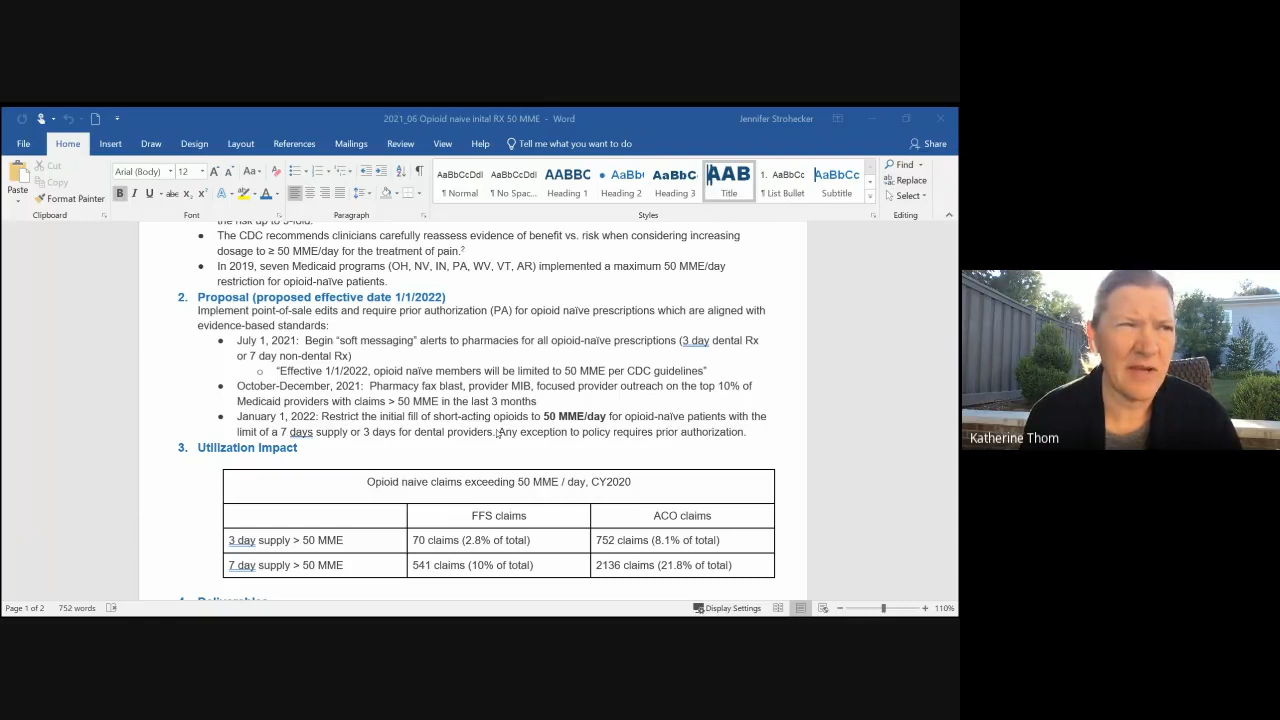 2021_06 Opioid naive inital RX 50 MME - Word
Jennifer Strohecker
File Home Insert Draw Design Layout References Mailings Review View Help Tell me what you want to do Share
Paste
Cut
Copy
Format Painter
Clipboard
Arial (Body) 12
Font
Paragraph
AaBbCcDdI AaBbCcDdI AABBC AaBb AaBbC AAB 1. AaBbCc AaBbCc
¶ Normal ¶ No Spac... Heading 1 Heading 2 Heading 3 Title ¶ List Bullet Subtitle
Styles
Find
Replace
Select
Editing
● The CDC recommends clinicians carefully reassess evidence of benefit vs. risk when considering increasing
dosage to ≥ 50 MME/day for the treatment of pain.²
● In 2019, seven Medicaid programs (OH, NV, IN, PA, WV, VT, AR) implemented a maximum 50 MME/day
restriction for opioid-naïve patients.
2. Proposal (proposed effective date 1/1/2022)
Implement point-of-sale edits and require prior authorization (PA) for opioid naïve prescriptions which are aligned with
evidence-based standards:
● July 1, 2021: Begin “soft messaging” alerts to pharmacies for all opioid-naïve prescriptions (3 day dental Rx
or 7 day non-dental Rx)
○ “Effective 1/1/2022, opioid naïve members will be limited to 50 MME per CDC guidelines”
● October-December, 2021: Pharmacy fax blast, provider MIB, focused provider outreach on the top 10% of
Medicaid providers with claims > 50 MME in the last 3 months
● January 1, 2022: Restrict the initial fill of short-acting opioids to 50 MME/day for opioid-naïve patients with the
limit of a 7 days supply or 3 days for dental providers. Any exception to policy requires prior authorization.
3. Utilization Impact
Opioid naive claims exceeding 50 MME / day, CY2020
FFS claims ACO claims
3 day supply > 50 MME 70 claims (2.8% of total) 752 claims (8.1% of total)
7 day supply > 50 MME 541 claims (10% of total) 2136 claims (21.8% of total)
Page 1 of 2 752 words Display Settings 110%
Katherine Thom